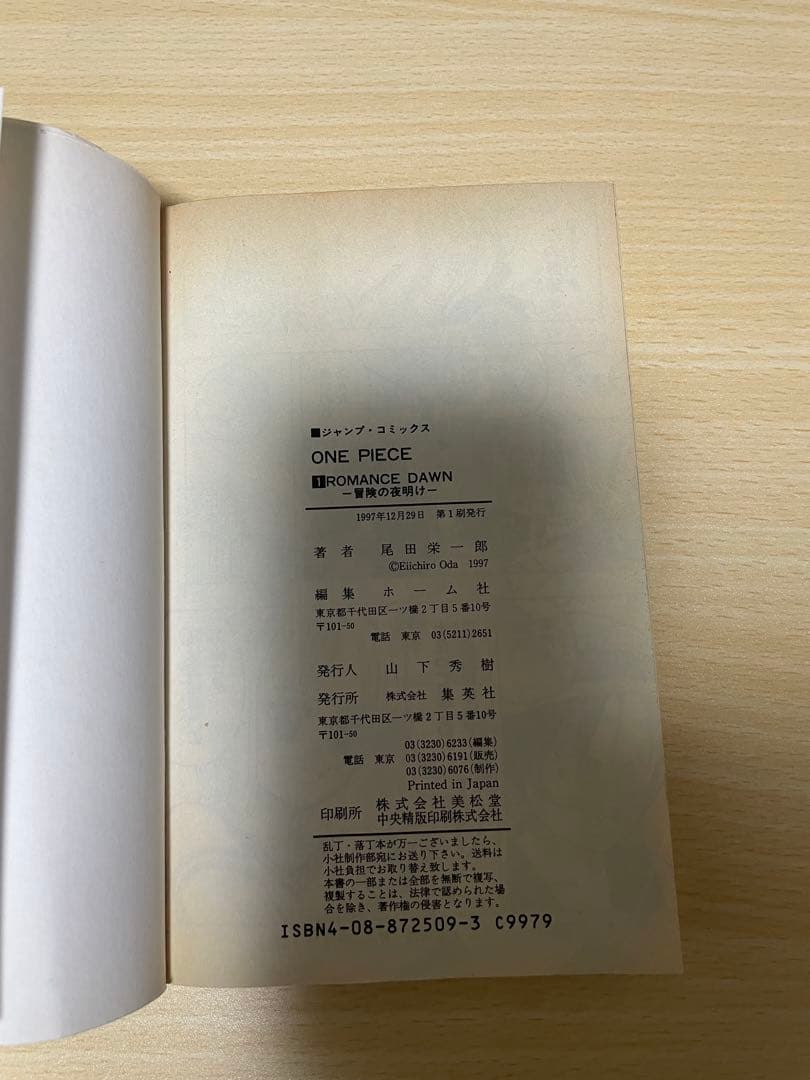 ■ジャンプ・コミックス
ONE PIECE
1 ROMANCE DAWN
ー冒険の夜明けー
1997年12月29日 第1刷発行
著者 尾田栄一郎
©Eiichiro Oda 1997
編集 ホーム社
東京都千代田区一ツ橋2丁目5番10号
〒101-50
電話 東京 03(5211)2651
発行人 山下秀樹
発行所 株式会社 集英社
東京都千代田区一ツ橋2丁目5番10号
〒101-50
03(3230)6233(編集)
電話 東京 03(3230)6191(販売)
03(3230)6076(制作)
Printed in Japan
印刷所 株式会社美松堂
中央精版印刷株式会社
乱丁・落丁本が万一ございましたら、
小社制作部宛にお送り下さい。送料は
小社負担でお取り替え致します。
本書の一部または全部を無断で複写、
複製することは、法律で認められた場
合を除き、著作権の侵害となります。
ISBN4-08-872509-3 C9979